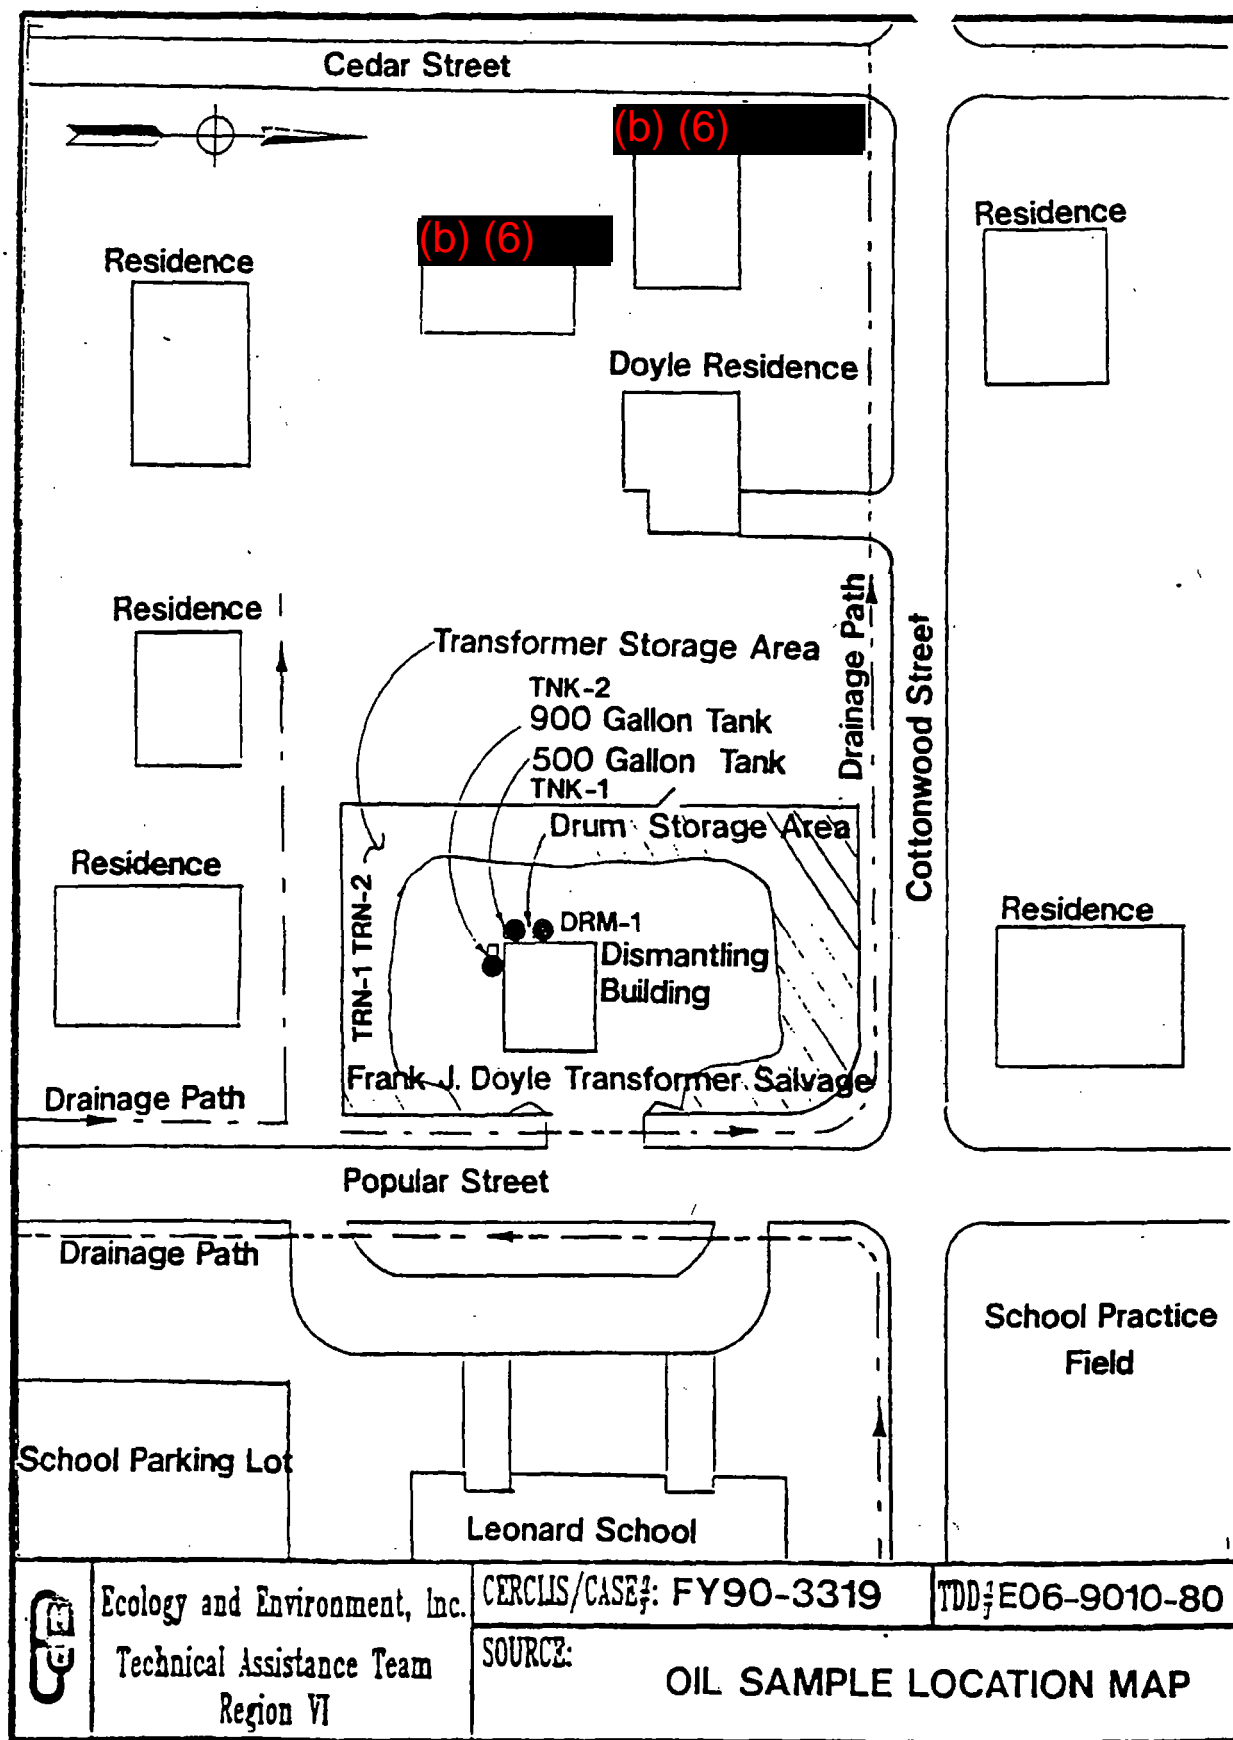 Cedar Street
(b) (6)
(b) (6)
Residence
Residence
Doyle Residence
Residence
Transformer Storage Area
TNK-2
900 Gallon Tank
500 Gallon Tank
TNK-1
Drum Storage Area
Drainage Path
Cottonwood Street
Residence
TRN-1 TRN-2
DRM-1
Dismantling
Building
Residence
Frank J. Doyle Transformer Salvage
Drainage Path
Popular Street
Drainage Path
School Practice
Field
School Parking Lot
Leonard School
Ecology and Environment, Inc.
Technical Assistance Team
Region VI
CERCLIS/CASE#: FY90-3319
TDD#E06-9010-80
SOURCE:
OIL SAMPLE LOCATION MAP